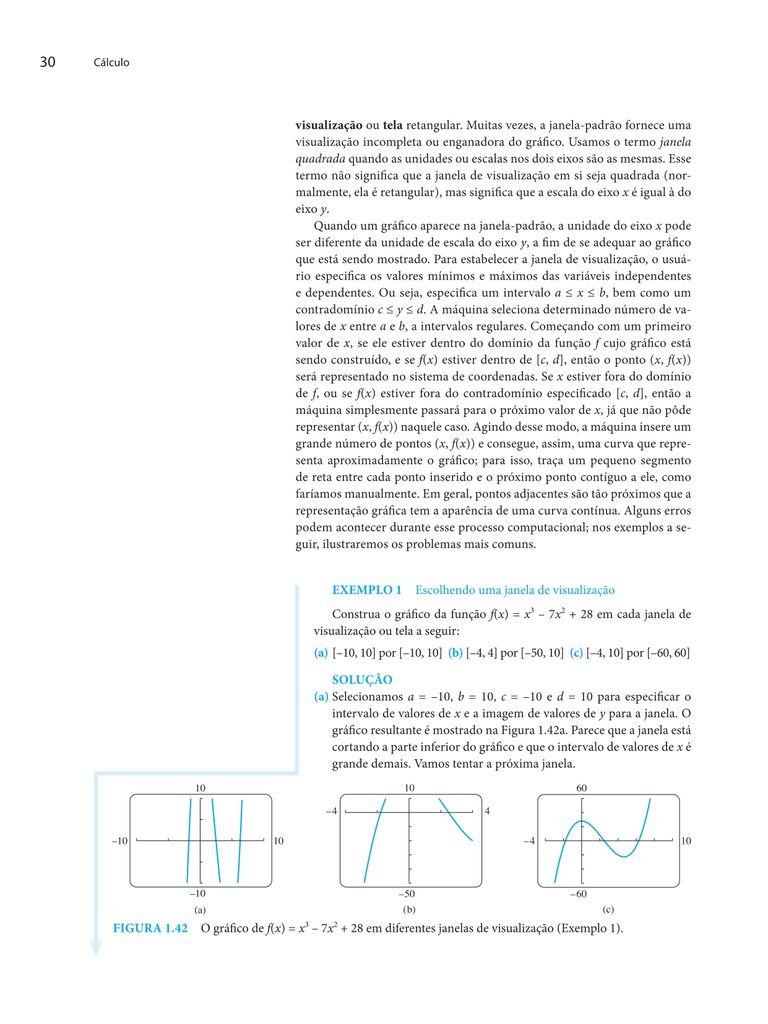 30 Cálculo
visualização ou tela retangular. Muitas vezes, a janela-padrão fornece uma
visualização incompleta ou enganadora do gráfico. Usamos o termo janela
quadrada quando as unidades ou escalas nos dois eixos são as mesmas. Esse
termo não significa que a janela de visualização em si seja quadrada (nor-
malmente, ela é retangular), mas significa que a escala do eixo x é igual à do
eixo y.
Quando um gráfico aparece na janela-padrão, a unidade do eixo x pode
ser diferente da unidade de escala do eixo y, a fim de se adequar ao gráfico
que está sendo mostrado. Para estabelecer a janela de visualização, o usuá-
rio especifica os valores mínimos e máximos das variáveis independentes
e dependentes. Ou seja, especifica um intervalo a ≤ x ≤ b, bem como um
contradomínio c ≤ y ≤ d. A máquina seleciona determinado número de va-
lores de x entre a e b, a intervalos regulares. Começando com um primeiro
valor de x, se ele estiver dentro do domínio da função f cujo gráfico está
sendo construído, e se f(x) estiver dentro de [c, d], então o ponto (x, f(x))
será representado no sistema de coordenadas. Se x estiver fora do domínio
de f, ou se f(x) estiver fora do contradomínio especificado [c, d], então a
máquina simplesmente passará para o próximo valor de x, já que não pôde
representar (x, f(x)) naquele caso. Agindo desse modo, a máquina insere um
grande número de pontos (x, f(x)) e consegue, assim, uma curva que repre-
senta aproximadamente o gráfico; para isso, traça um pequeno segmento
de reta entre cada ponto inserido e o próximo ponto contíguo a ele, como
faríamos manualmente. Em geral, pontos adjacentes são tão próximos que a
representação gráfica tem a aparência de uma curva contínua. Alguns erros
podem acontecer durante esse processo computacional; nos exemplos a se-
guir, ilustraremos os problemas mais comuns.
EXEMPLO 1 Escolhendo uma janela de visualização
Construa o gráfico da função f(x) = x³ – 7x² + 28 em cada janela de
visualização ou tela a seguir:
(a) [–10, 10] por [–10, 10] (b) [–4, 4] por [–50, 10] (c) [–4, 10] por [–60, 60]
SOLUÇÃO
(a) Selecionamos a = –10, b = 10, c = –10 e d = 10 para especificar o
intervalo de valores de x e a imagem de valores de y para a janela. O
gráfico resultante é mostrado na Figura 1.42a. Parece que a janela está
cortando a parte inferior do gráfico e que o intervalo de valores de x é
grande demais. Vamos tentar a próxima janela.
10 10 60
–4 4
–10 10 –4 10
–10 –50 –60
(a) (b) (c)
FIGURA 1.42 O gráfico de f(x) = x³ – 7x² + 28 em diferentes janelas de visualização (Exemplo 1).